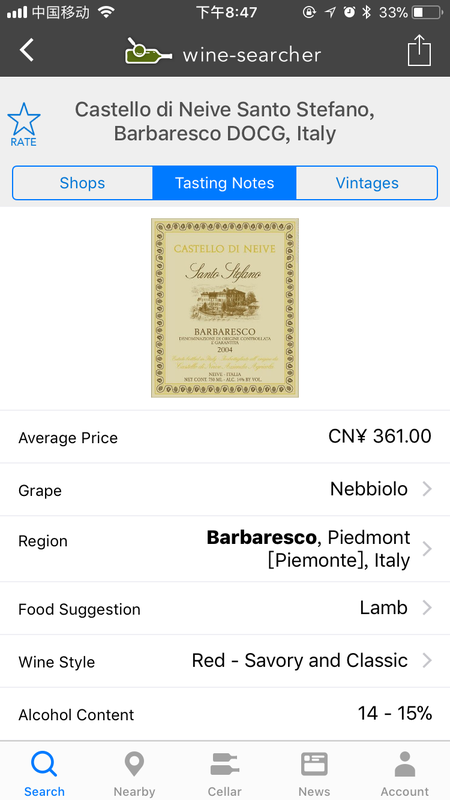 中国移动
下午8:47
33%
wine-searcher
Castello di Neive Santo Stefano,
Barbaresco DOCG, Italy
RATE
Shops
Tasting Notes
Vintages
CASTELLO DI NEIVE
Santo Stefano
BARBARESCO
DENOMINAZIONE DI ORIGINE CONTROLLATA
E GARANTITA
2004
NEIVE - ITALIA
NET CONT. 750 ML - ALC. 14% BY VOL.
Average Price
CN¥ 361.00
Grape
Nebbiolo
Region
Barbaresco, Piedmont
[Piemonte], Italy
Food Suggestion
Lamb
Wine Style
Red - Savory and Classic
Alcohol Content
14 - 15%
Search
Nearby
Cellar
News
Account